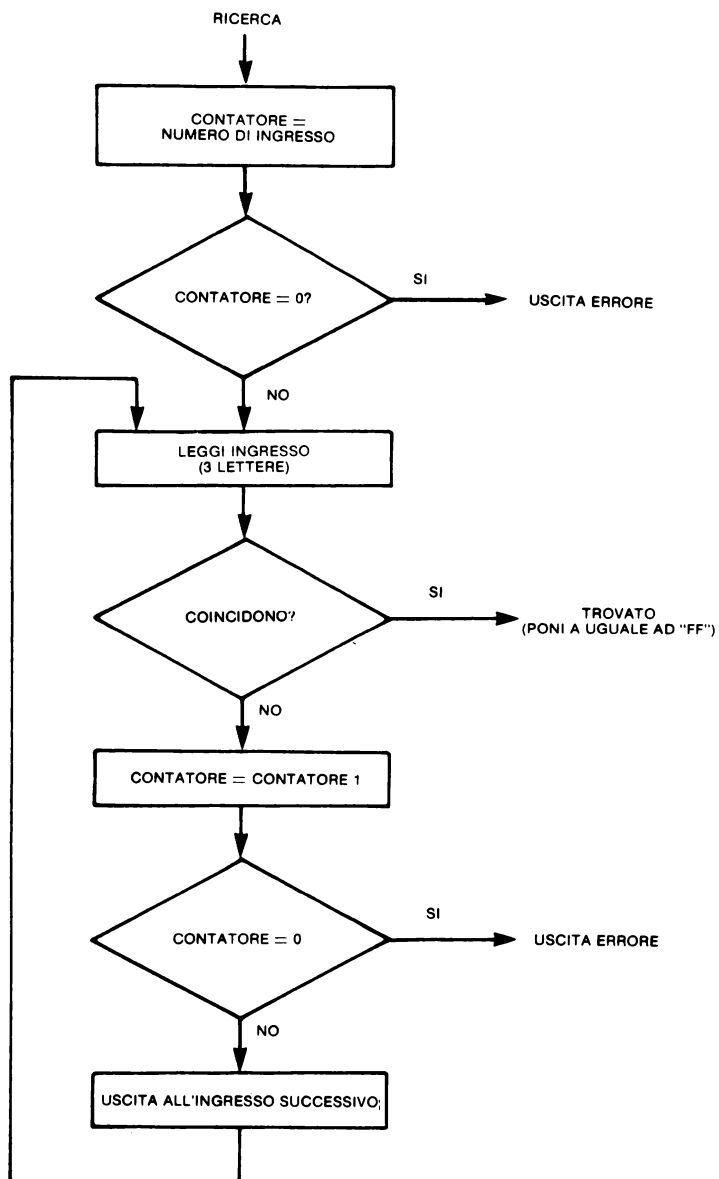 RICERCA
CONTATORE =
NUMERO DI INGRESSO
CONTATORE = 0?
SI
USCITA ERRORE
NO
LEGGI INGRESSO
(3 LETTERE)
COINCIDONO?
SI
TROVATO
(PONI A UGUALE AD "FF")
NO
CONTATORE = CONTATORE 1
CONTATORE = 0
SI
USCITA ERRORE
NO
USCITA ALL'INGRESSO SUCCESSIVO;